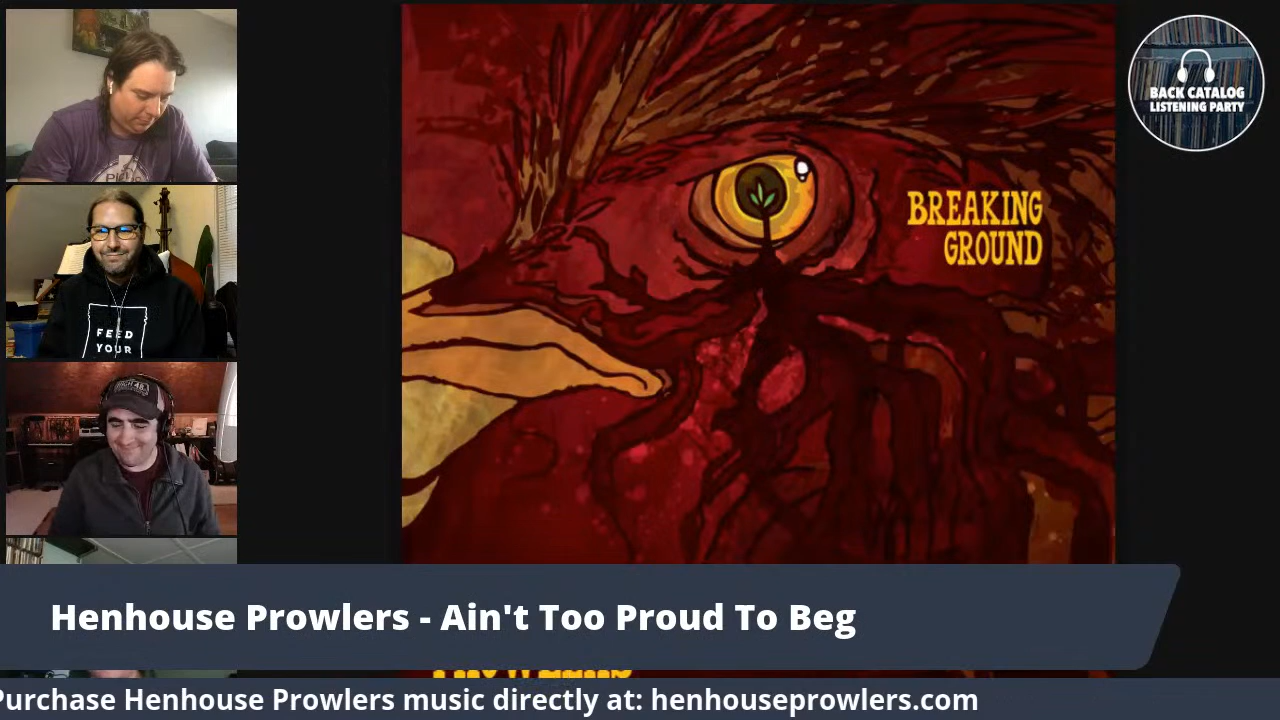 BACK CATALOG
LISTENING PARTY
BREAKING
GROUND
FEED
YOUR
Henhouse Prowlers - Ain't Too Proud To Beg
Purchase Henhouse Prowlers music directly at: henhouseprowlers.com